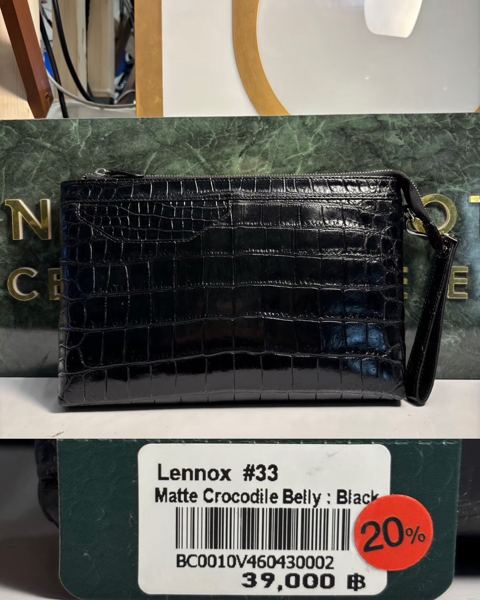 Lennox #33
Matte Crocodile Belly : Black
20%
BC0010V460430002
39,000 ฿